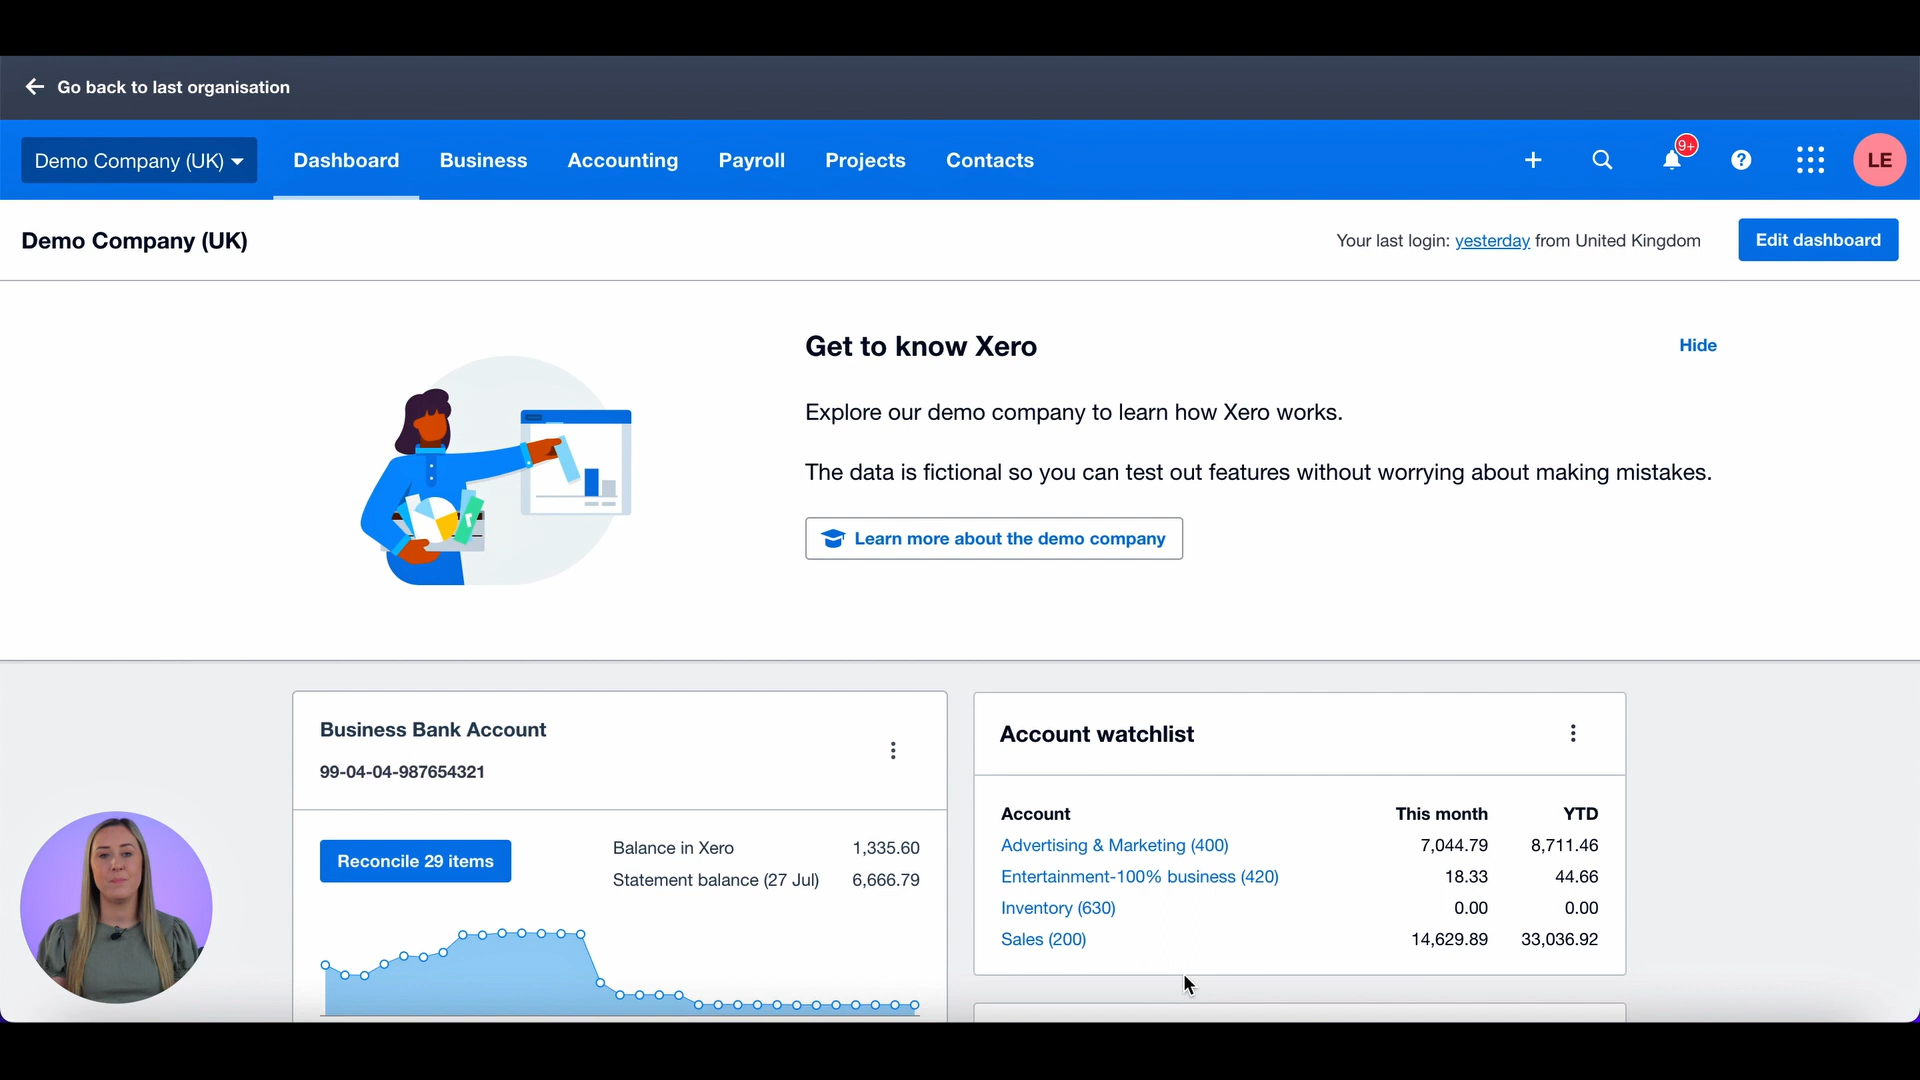 Go back to last organisation
Demo Company (UK)
Dashboard
Business
Accounting
Payroll
Projects
Contacts
9+
LE
Demo Company (UK)
Your last login: yesterday from United Kingdom
Edit dashboard
Get to know Xero
Hide
Explore our demo company to learn how Xero works.
The data is fictional so you can test out features without worrying about making mistakes.
Learn more about the demo company
Business Bank Account
99-04-04-987654321
Reconcile 29 items
Balance in Xero 1,335.60
Statement balance (27 Jul) 6,666.79
Account watchlist
Account This month YTD
Advertising & Marketing (400) 7,044.79 8,711.46
Entertainment-100% business (420) 18.33 44.66
Inventory (630) 0.00 0.00
Sales (200) 14,629.89 33,036.92